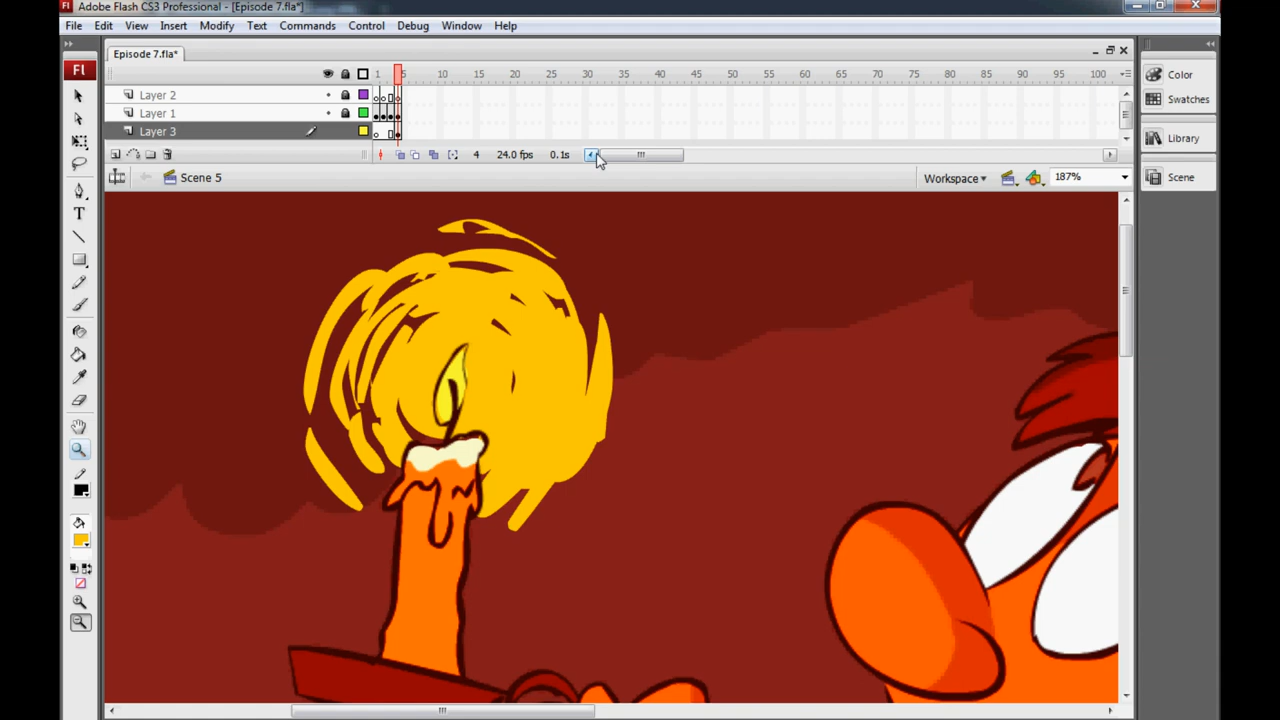 Adobe Flash CS3 Professional - [Episode 7.fla*]
File Edit View Insert Modify Text Commands Control Debug Window Help
Episode 7.fla*
1 5 10 15 20 25 30 35 40 45 50 55 60 65 70 75 80 85 90 95 100
Layer 2
Layer 1
Layer 3
4 24.0 fps 0.1s
Scene 5
Workspace
187%
Fl
T
Color
Swatches
Library
Scene